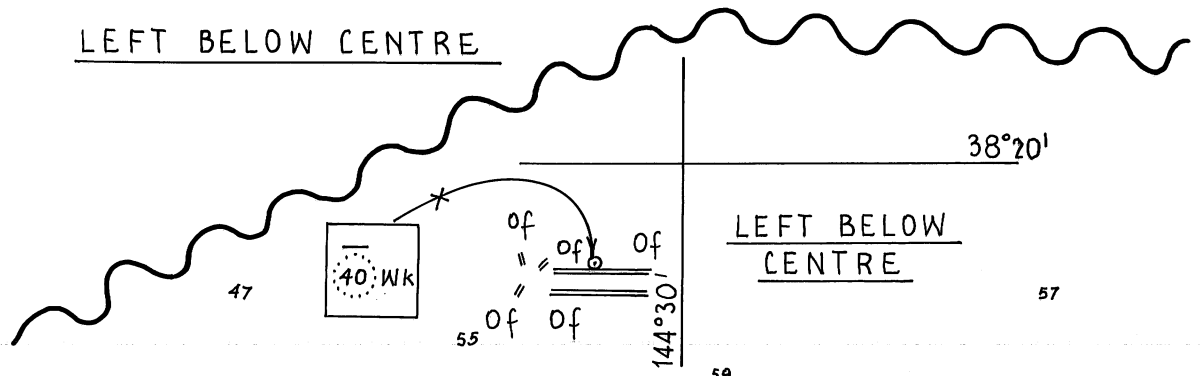 LEFT BELOW CENTRE
38°20'
Of
Of
Of
LEFT BELOW
CENTRE
40 Wk
47
57
144°30'
Of
Of
55
59